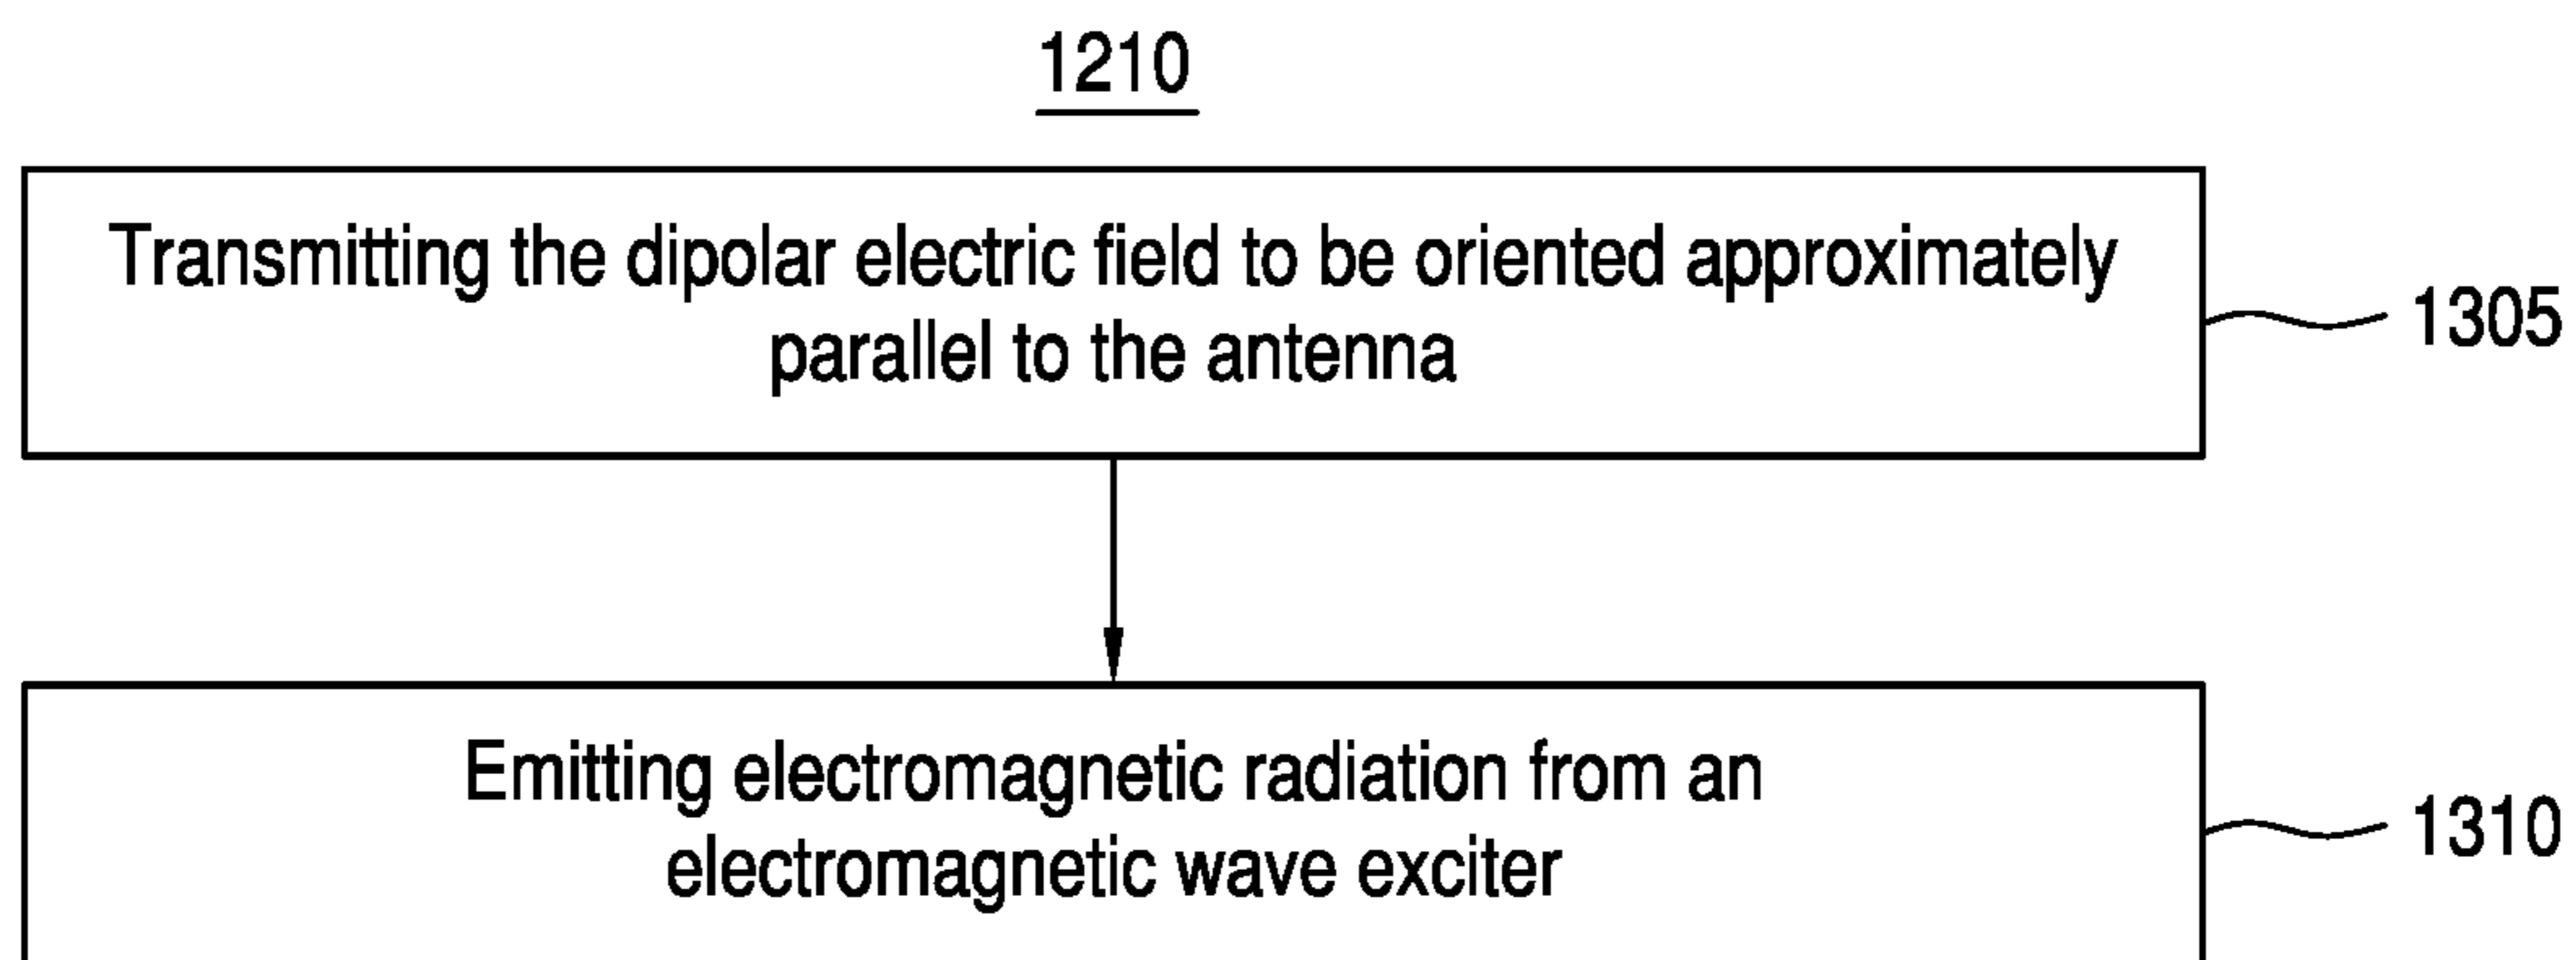 1210
Transmitting the dipolar electric field to be oriented approximately
parallel to the antenna
1305
Emitting electromagnetic radiation from an
electromagnetic wave exciter
1310